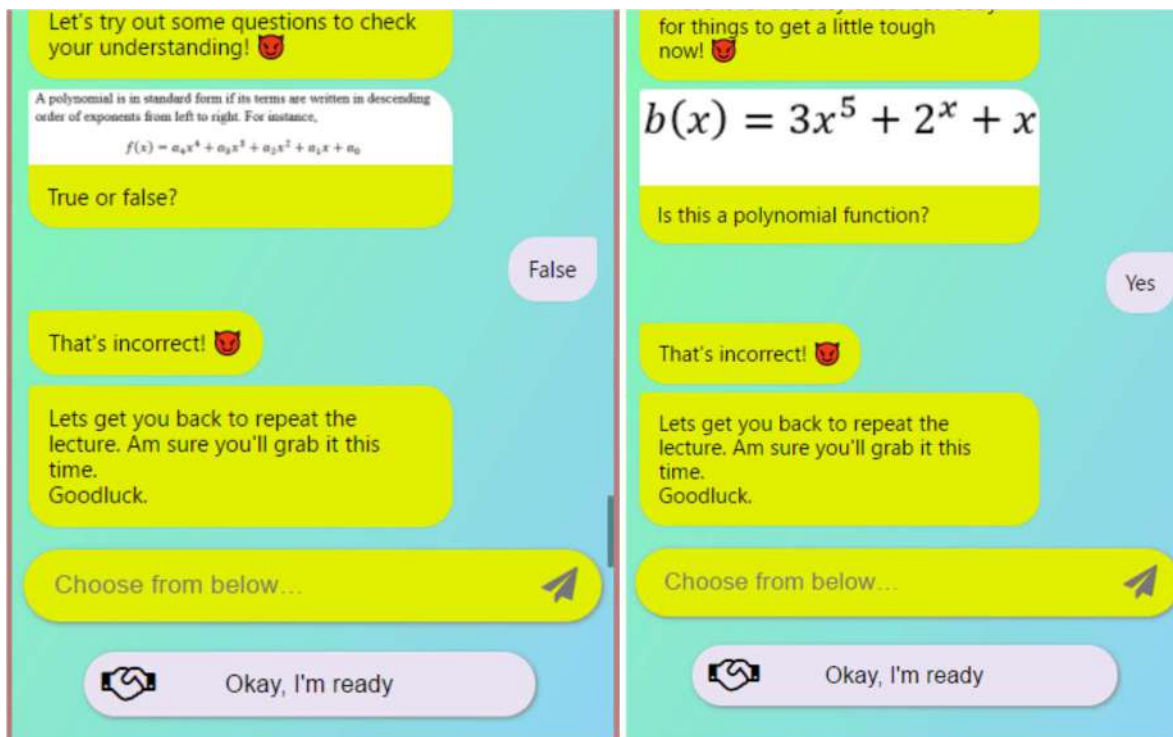 Let's try out some questions to check
your understanding! 😈
A polynomial is in standard form if its terms are written in descending
order of exponents from left to right. For instance,
f(x) = a₄x⁴ + a₃x³ + a₂x² + a₁x + a₀
True or false?
False
That's incorrect! 😈
Lets get you back to repeat the
lecture. Am sure you'll grab it this
time.
Goodluck.
Choose from below...
Okay, I'm ready
for things to get a little tough
now! 😈
b(x) = 3x⁵ + 2ˣ + x
Is this a polynomial function?
Yes
That's incorrect! 😈
Lets get you back to repeat the
lecture. Am sure you'll grab it this
time.
Goodluck.
Choose from below...
Okay, I'm ready